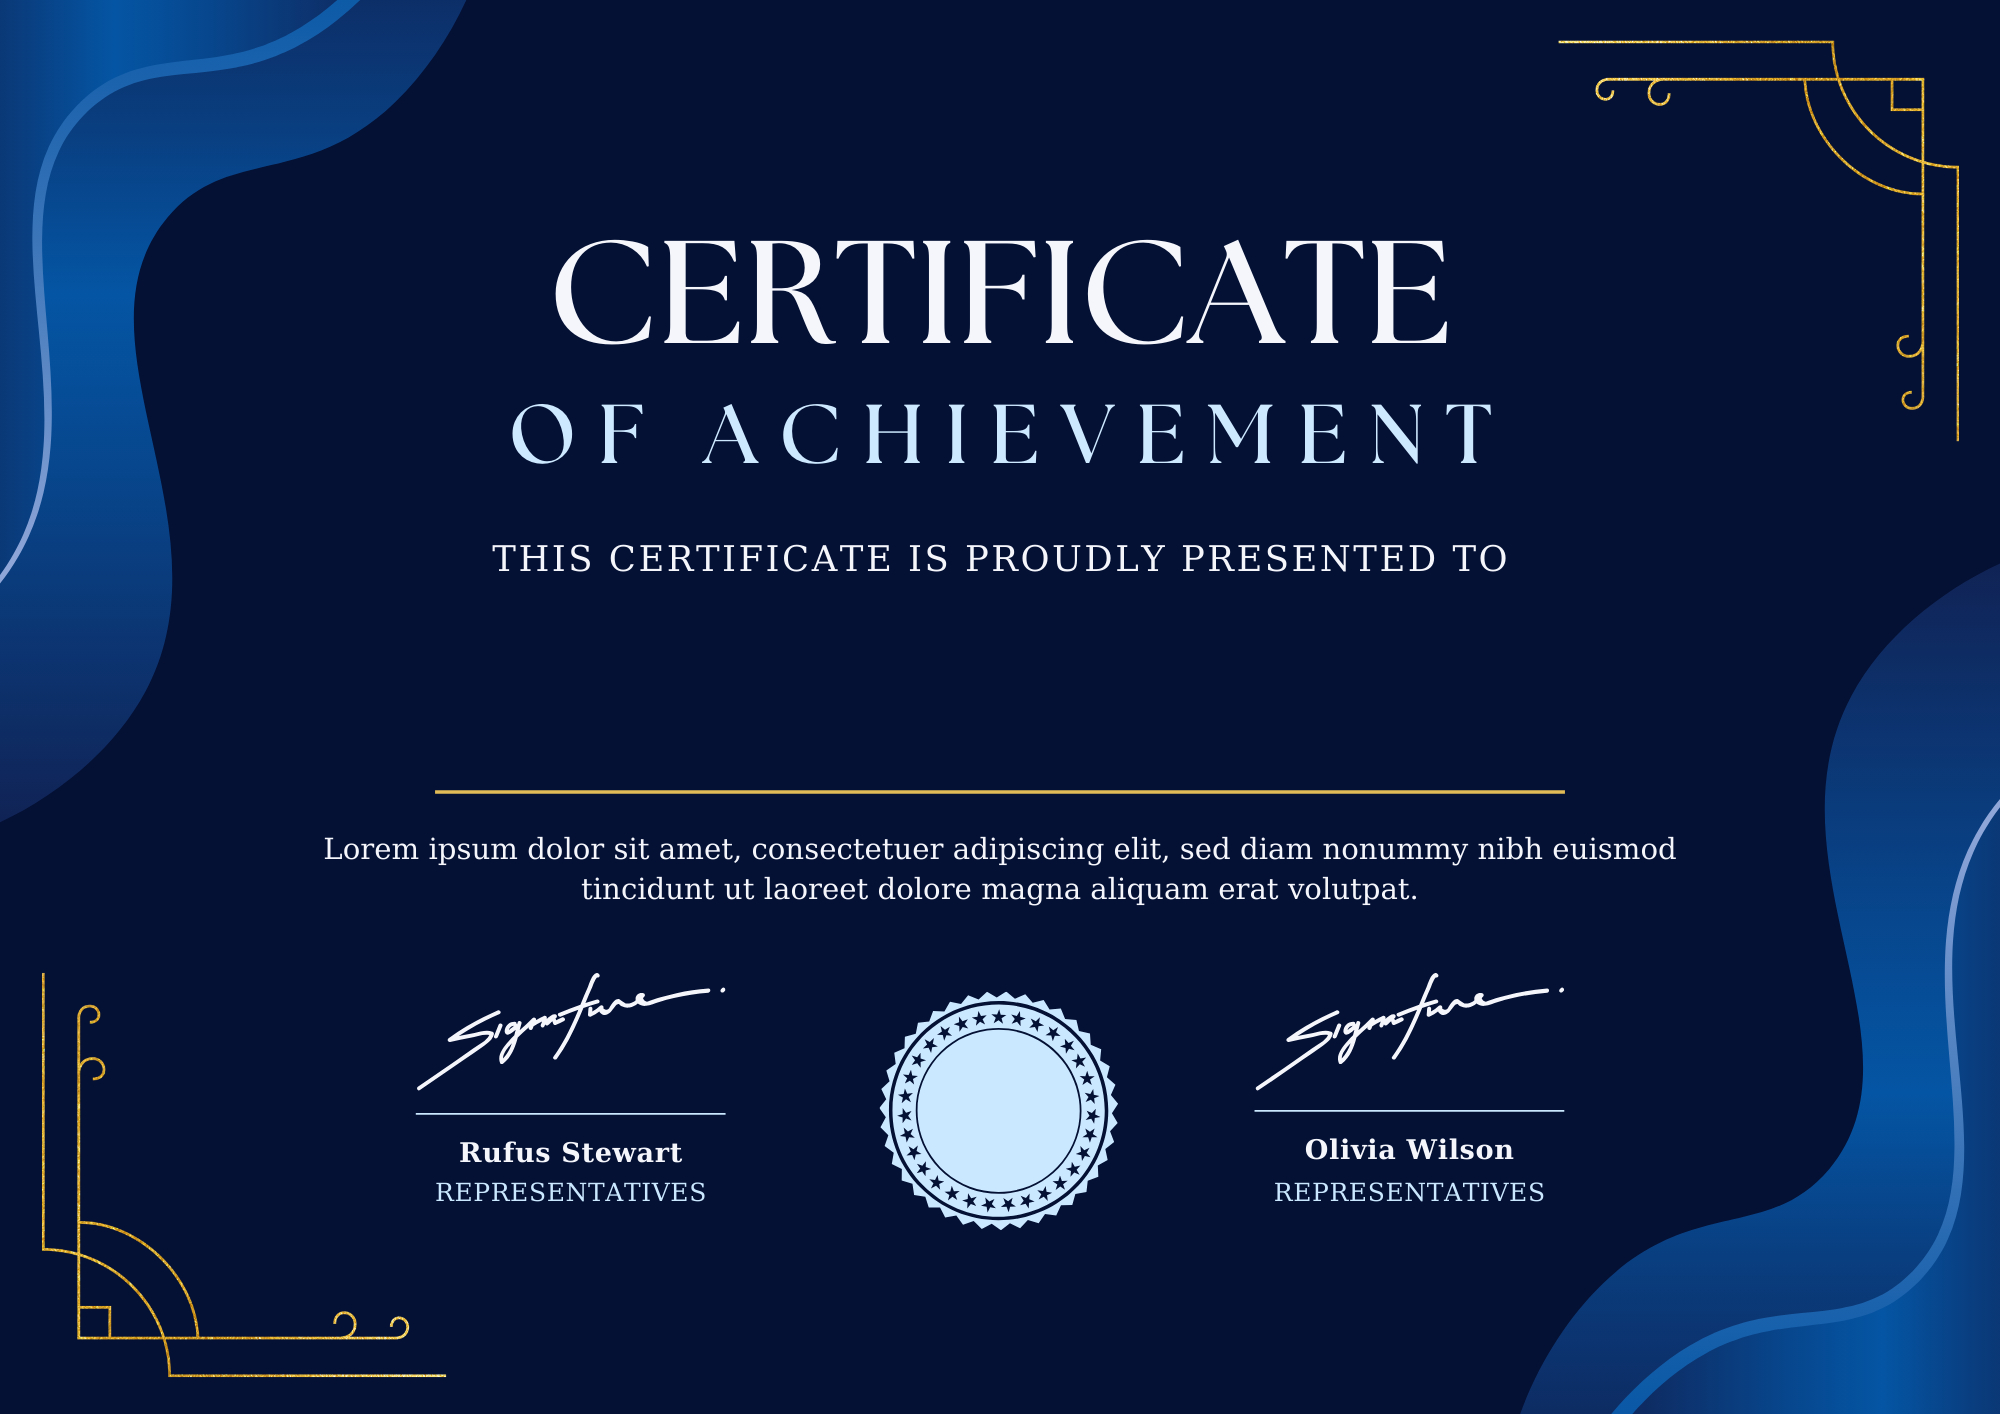 CERTIFICATE
OF ACHIEVEMENT
THIS CERTIFICATE IS PROUDLY PRESENTED TO
Lorem ipsum dolor sit amet, consectetuer adipiscing elit, sed diam nonummy nibh euismod
tincidunt ut laoreet dolore magna aliquam erat volutpat.
Signature Signature
Rufus Stewart Olivia Wilson
REPRESENTATIVES REPRESENTATIVES